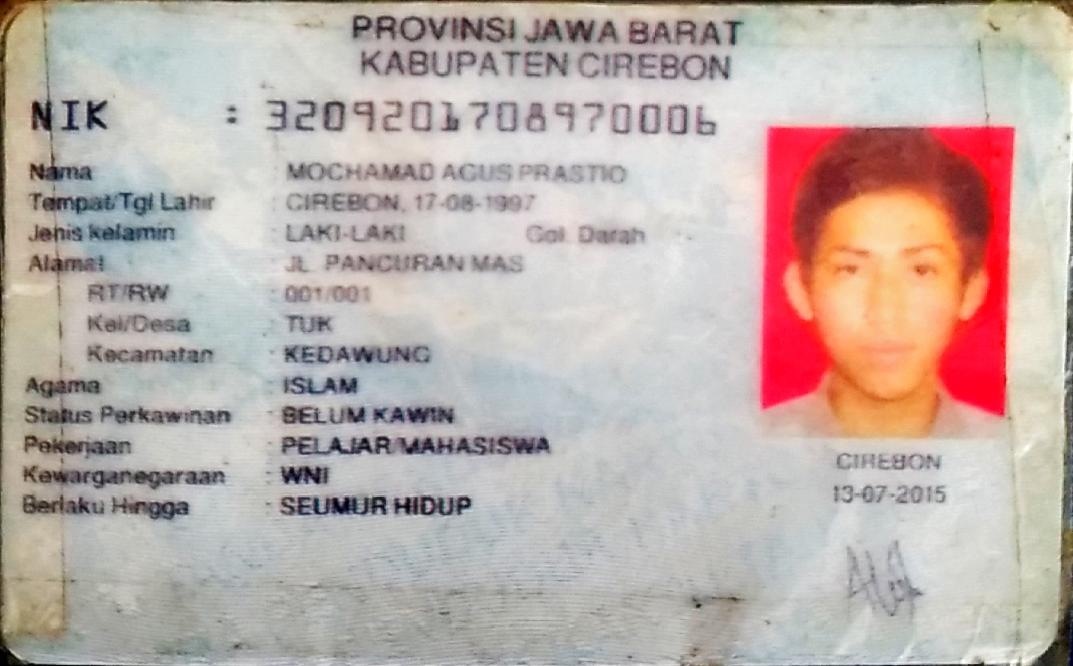 PROVINSI JAWA BARAT
KABUPATEN CIREBON
NIK : 3209201708970006
Nama : MOCHAMAD AGUS PRASTIO
Tempat/Tgl Lahir : CIREBON, 17-08-1997
Jenis kelamin : LAKI-LAKI Gol. Darah
Alamat : JL. PANCURAN MAS
RT/RW : 001/001
Kel/Desa : TUK
Kecamatan : KEDAWUNG
Agama : ISLAM
Status Perkawinan : BELUM KAWIN
Pekerjaan : PELAJAR/MAHASISWA
Kewarganegaraan : WNI
Berlaku Hingga : SEUMUR HIDUP
CIREBON
13-07-2015